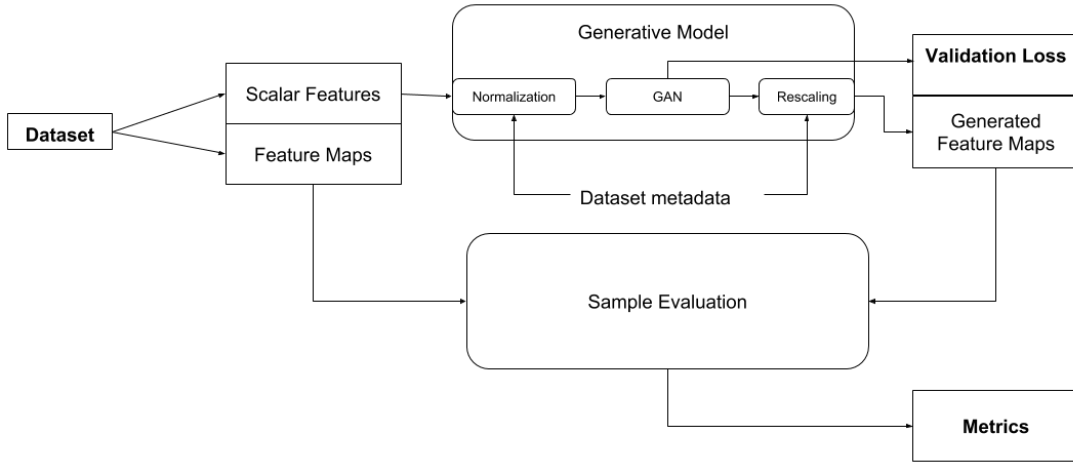 Generative Model
Validation Loss
Scalar Features
Normalization
GAN
Rescaling
Dataset
Feature Maps
Generated
Feature Maps
Dataset metadata
Sample Evaluation
Metrics